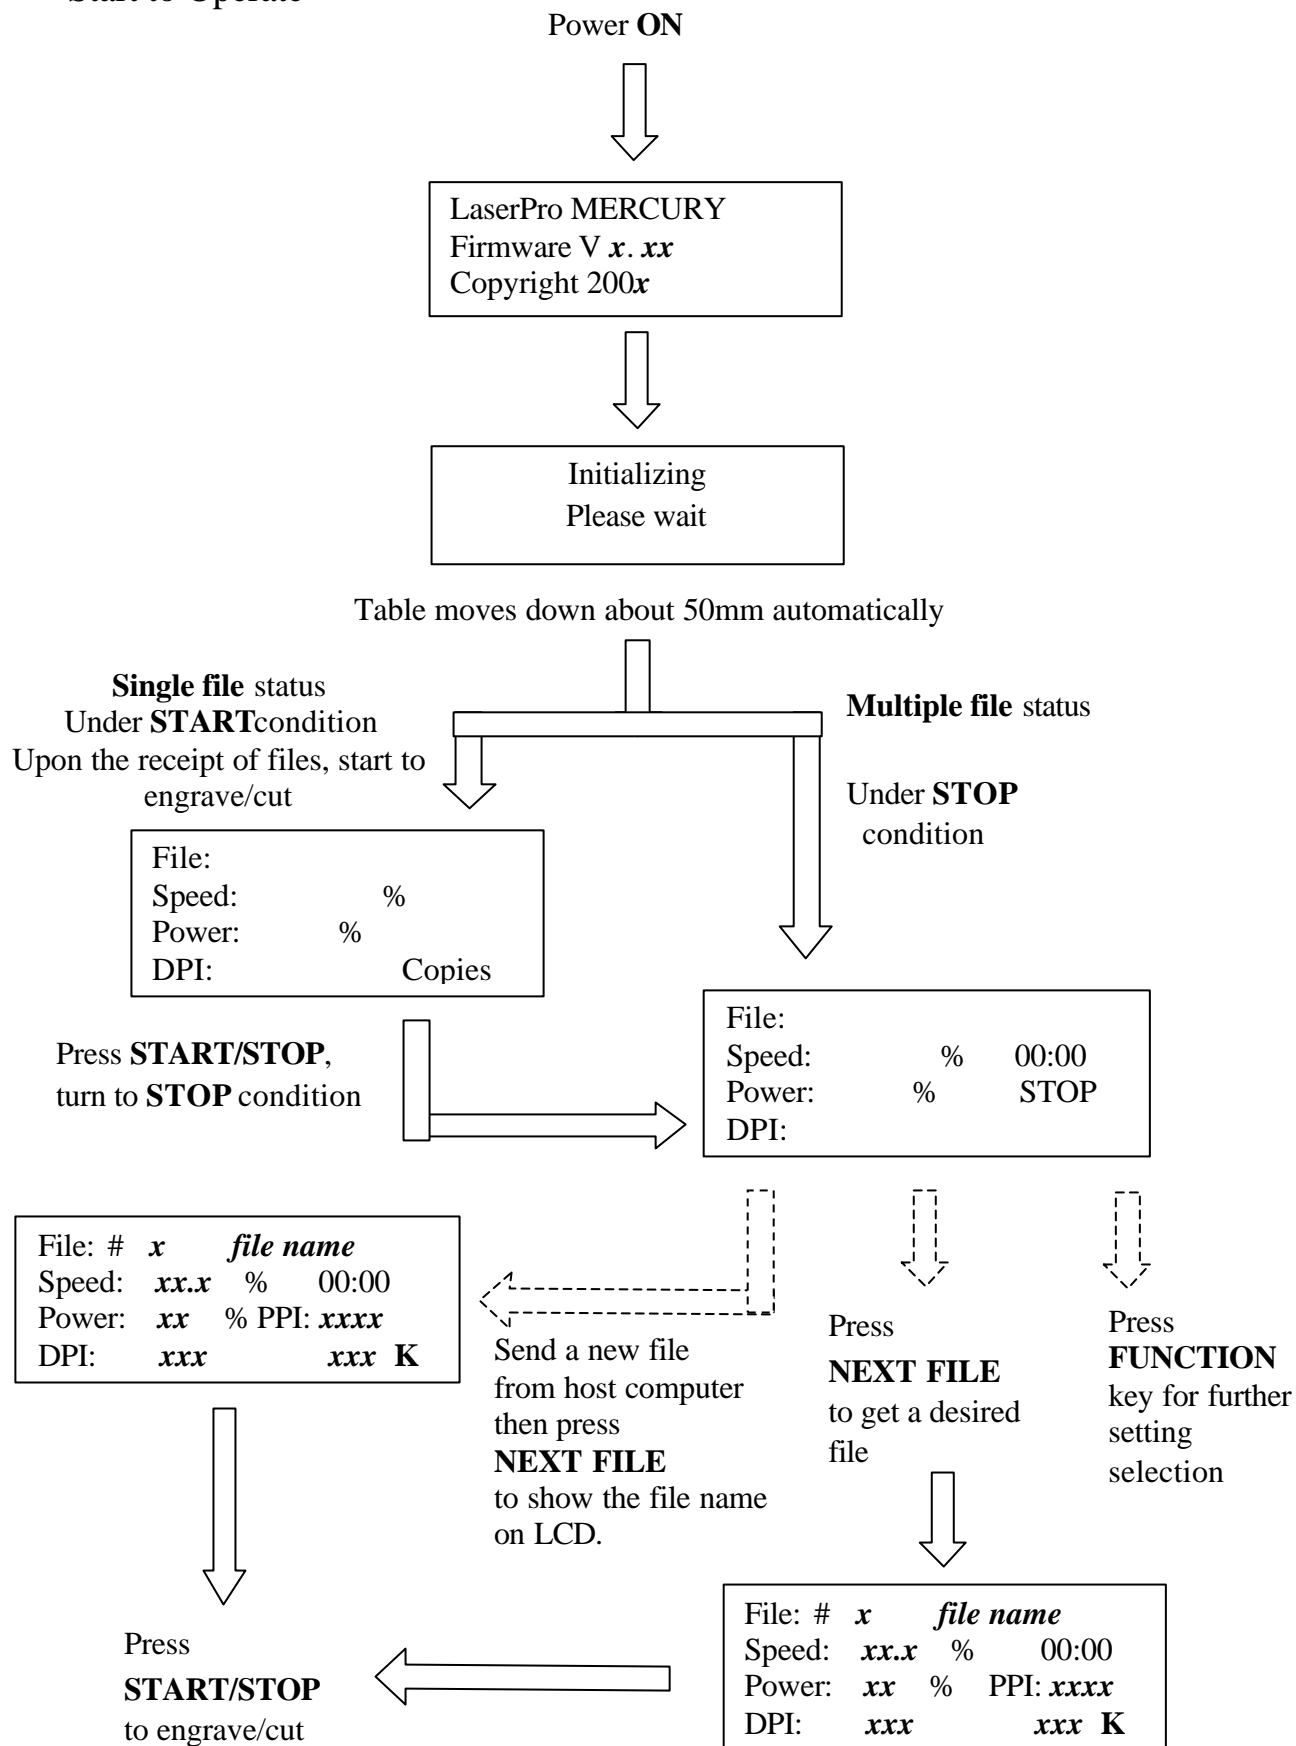 Start to Operate
Power ON
LaserPro MERCURY
Firmware V x. xx
Copyright 200x
Initializing
Please wait
Table moves down about 50mm automatically
Single file status
Under STARTcondition
Upon the receipt of files, start to
engrave/cut
Multiple file status
Under STOP
condition
File:
Speed: %
Power: %
DPI: Copies
Press START/STOP,
turn to STOP condition
File:
Speed: % 00:00
Power: % STOP
DPI:
File: # x file name
Speed: xx.x % 00:00
Power: xx % PPI: xxxx
DPI: xxx xxx K
Send a new file
from host computer
then press
NEXT FILE
to show the file name
on LCD.
Press
NEXT FILE
to get a desired
file
Press
FUNCTION
key for further
setting
selection
File: # x file name
Speed: xx.x % 00:00
Power: xx % PPI: xxxx
DPI: xxx xxx K
Press
START/STOP
to engrave/cut